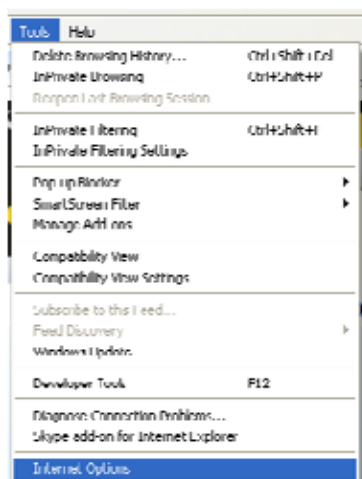 Tools Help
Delete Browsing History... Ctrl+Shift+Del
InPrivate Browsing Ctrl+Shift+P
Reopen Last Browsing Session
InPrivate Filtering Ctrl+Shift+F
InPrivate Filtering Settings
Pop-up Blocker
SmartScreen Filter
Manage Add-ons
Compatibility View
Compatibility View Settings
Subscribe to this Feed...
Feed Discovery
Windows Update
Developer Tools F12
Diagnose Connection Problems...
Skype add-on for Internet Explorer
Internet Options